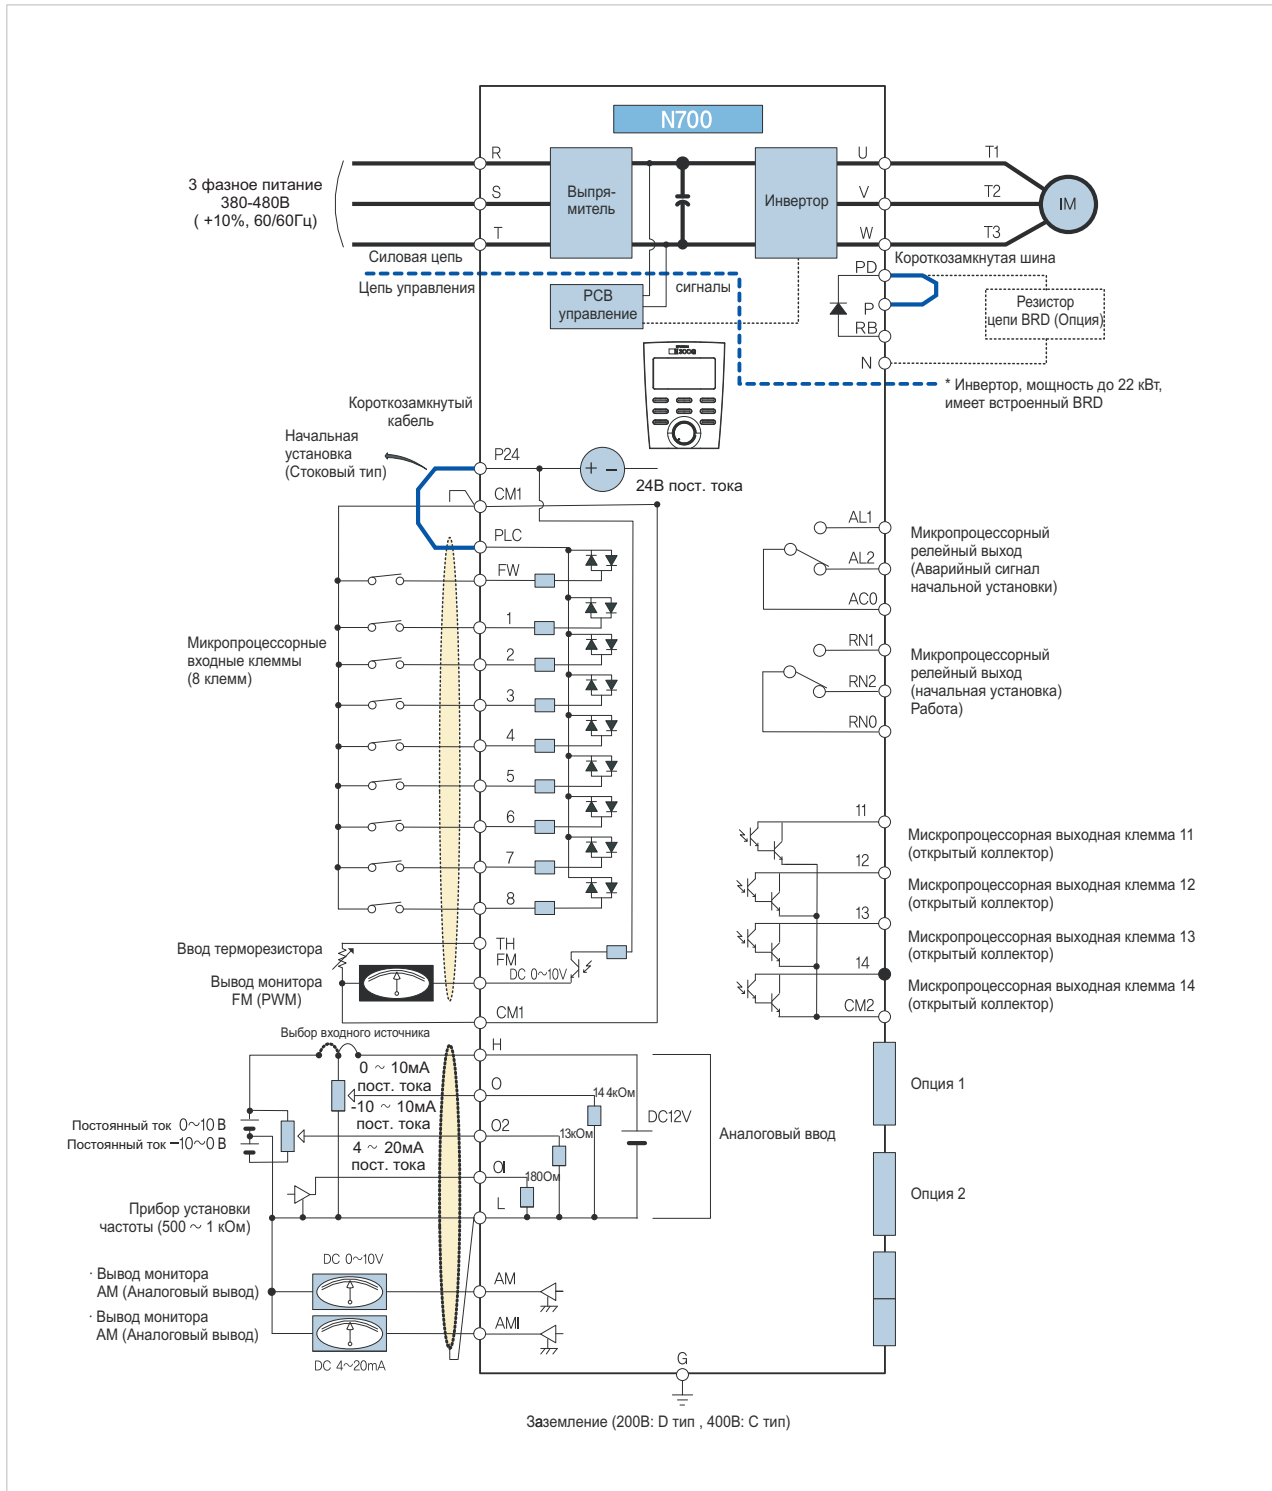 N700
R
S
T
3 фазное питание
380-480В
( +10%, 60/60Гц)
Выпря-
митель
Инвертор
U
V
W
T1
T2
T3
IM
Силовая цепь
Цепь управления
сигналы
PCB
управление
PD
P
RB
N
Короткозамкнутая шина
Резистор
цепи BRD (Опция)
* Инвертор, мощность до 22 кВт,
имеет встроенный BRD
Короткозамкнутый
кабель
Начальная
установка
(Стоковый тип)
P24
24В пост. тока
CM1
PLC
FW
1
2
3
4
5
6
7
8
Микропроцессорные
входные клеммы
(8 клемм)
AL1
AL2
AC0
Микропроцессорный
релейный выход
(Аварийный сигнал
начальной установки)
RN1
RN2
RN0
Микропроцессорный
релейный выход
(начальная установка)
Работа)
11
12
13
14
CM2
Мискропроцессорная выходная клемма 11
(открытый коллектор)
Мискропроцессорная выходная клемма 12
(открытый коллектор)
Мискропроцессорная выходная клемма 13
(открытый коллектор)
Мискропроцессорная выходная клемма 14
(открытый коллектор)
Ввод терморезистора
TH
FM
DC 0~10V
Вывод монитора
FM (PWM)
CM1
Выбор входного источника
H
0 ~ 10мА
пост. тока
O
-10 ~ 10мА
пост. тока
O2
4 ~ 20мА
пост. тока
OI
L
14 4кОм
13кОм
180Ом
DC12V
Аналоговый ввод
Постоянный ток 0~10 В
Постоянный ток −10~0 В
Прибор установки
частоты (500 ~ 1 кОм)
DC 0~10V
· Вывод монитора
АМ (Аналоговый вывод)
· Вывод монитора
АМ (Аналоговый вывод)
DC 4~20mA
AM
AMI
Опция 1
Опция 2
G
Заземление (200В: D тип , 400В: C тип)